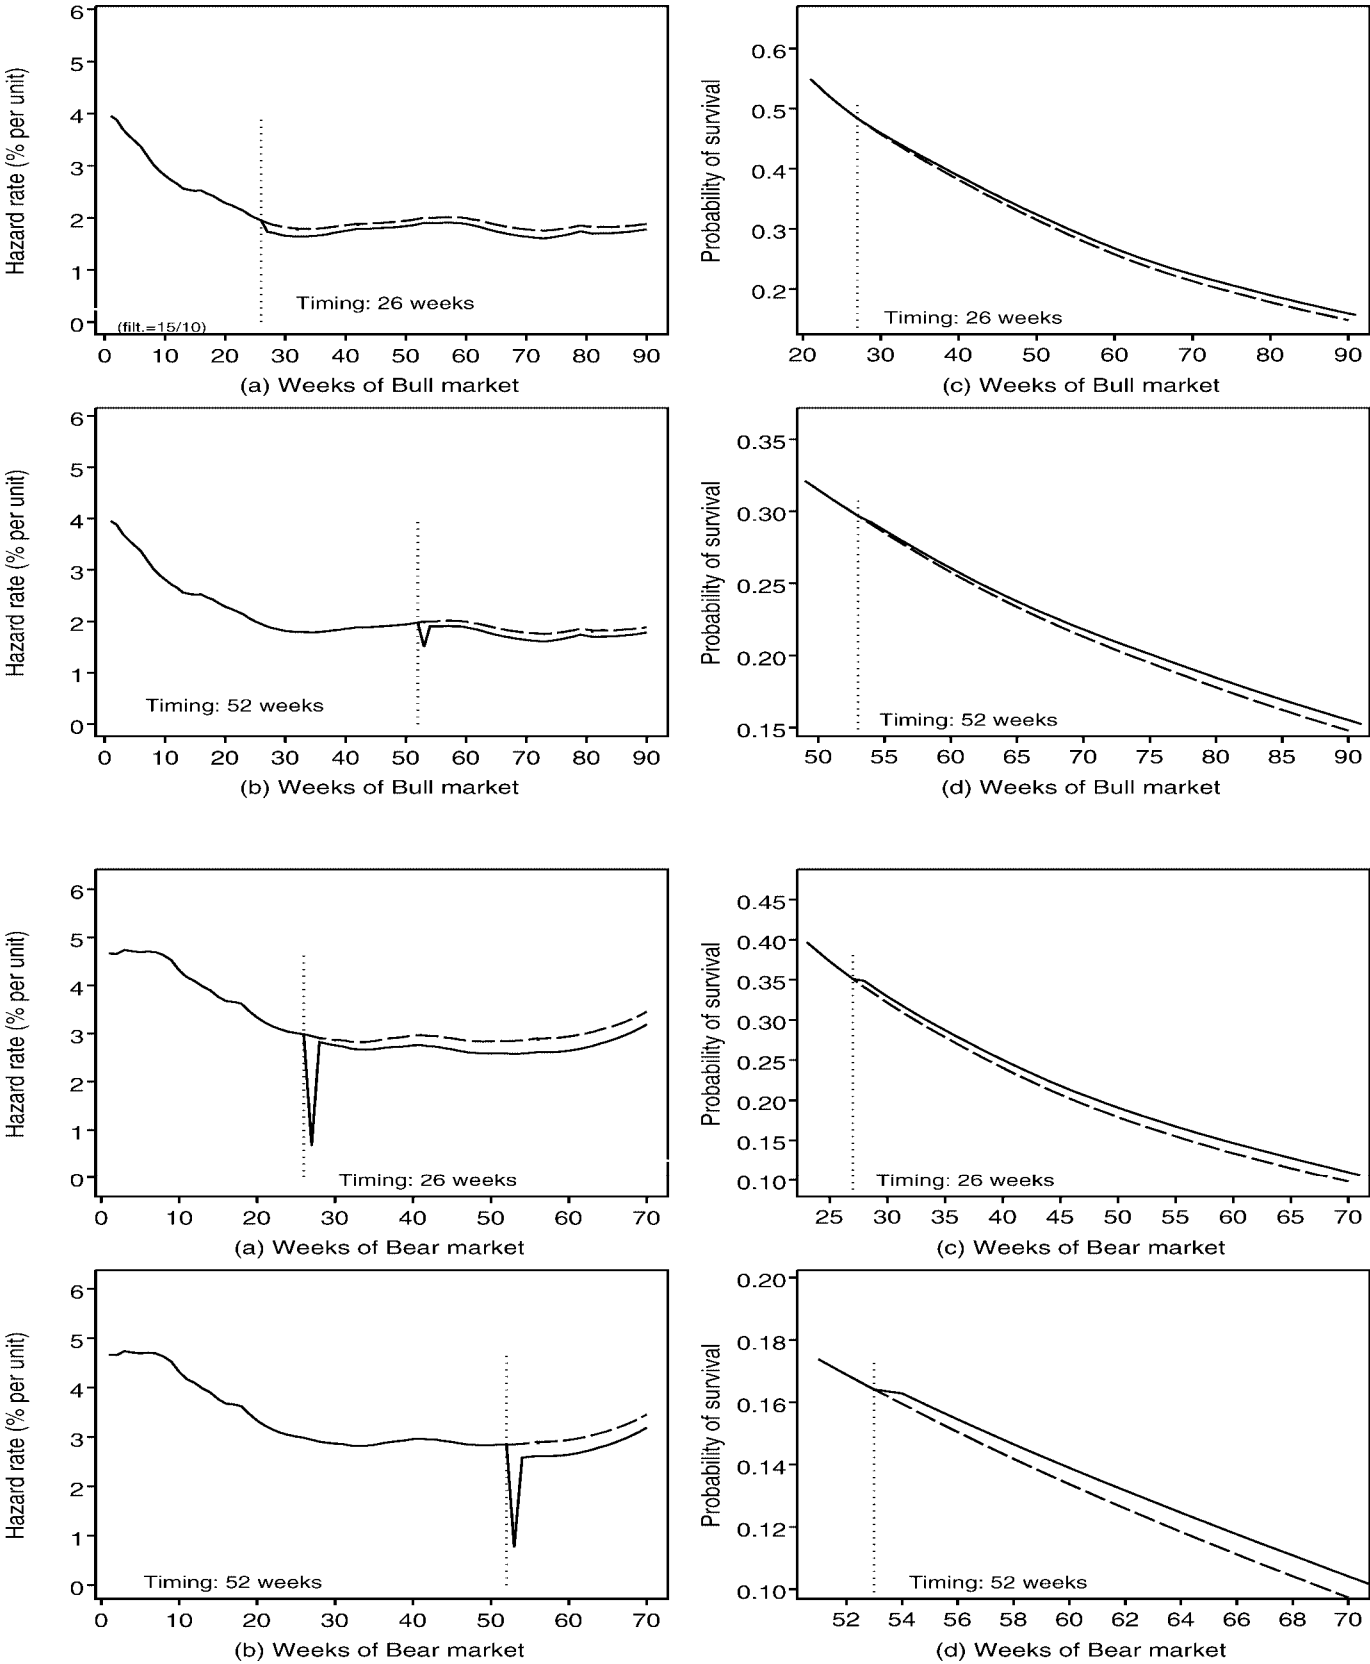 Hazard rate (% per unit)
6
5
4
3
2
1
0
(filt.=15/10)
Timing: 26 weeks
0 10 20 30 40 50 60 70 80 90
(a) Weeks of Bull market
Probability of survival
0.6
0.5
0.4
0.3
0.2
Timing: 26 weeks
20 30 40 50 60 70 80 90
(c) Weeks of Bull market
Hazard rate (% per unit)
6
5
4
3
2
1
0
Timing: 52 weeks
0 10 20 30 40 50 60 70 80 90
(b) Weeks of Bull market
Probability of survival
0.35
0.30
0.25
0.20
0.15
Timing: 52 weeks
50 55 60 65 70 75 80 85 90
(d) Weeks of Bull market
Hazard rate (% per unit)
6
5
4
3
2
1
0
Timing: 26 weeks
0 10 20 30 40 50 60 70
(a) Weeks of Bear market
Probability of survival
0.45
0.40
0.35
0.30
0.25
0.20
0.15
0.10
Timing: 26 weeks
25 30 35 40 45 50 55 60 65 70
(c) Weeks of Bear market
Hazard rate (% per unit)
6
5
4
3
2
1
0
Timing: 52 weeks
0 10 20 30 40 50 60 70
(b) Weeks of Bear market
Probability of survival
0.20
0.18
0.16
0.14
0.12
0.10
Timing: 52 weeks
52 54 56 58 60 62 64 66 68 70
(d) Weeks of Bear market